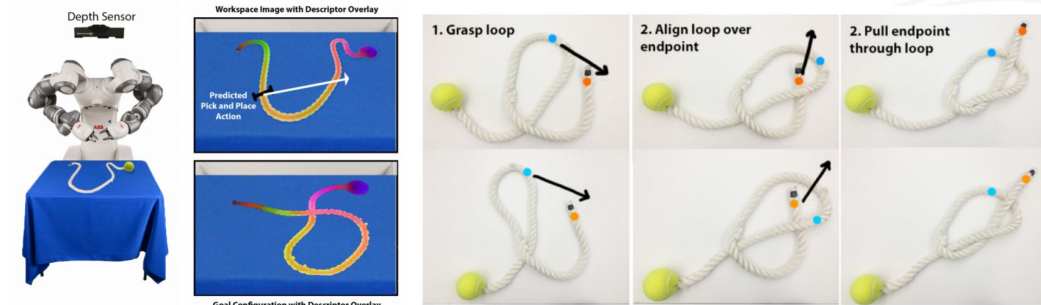 Depth Sensor
Workspace Image with Descriptor Overlay
Predicted
Pick and Place
Action
ABB
Goal Configuration with Descriptor Overlay
1. Grasp loop
2. Align loop over
endpoint
2. Pull endpoint
through loop